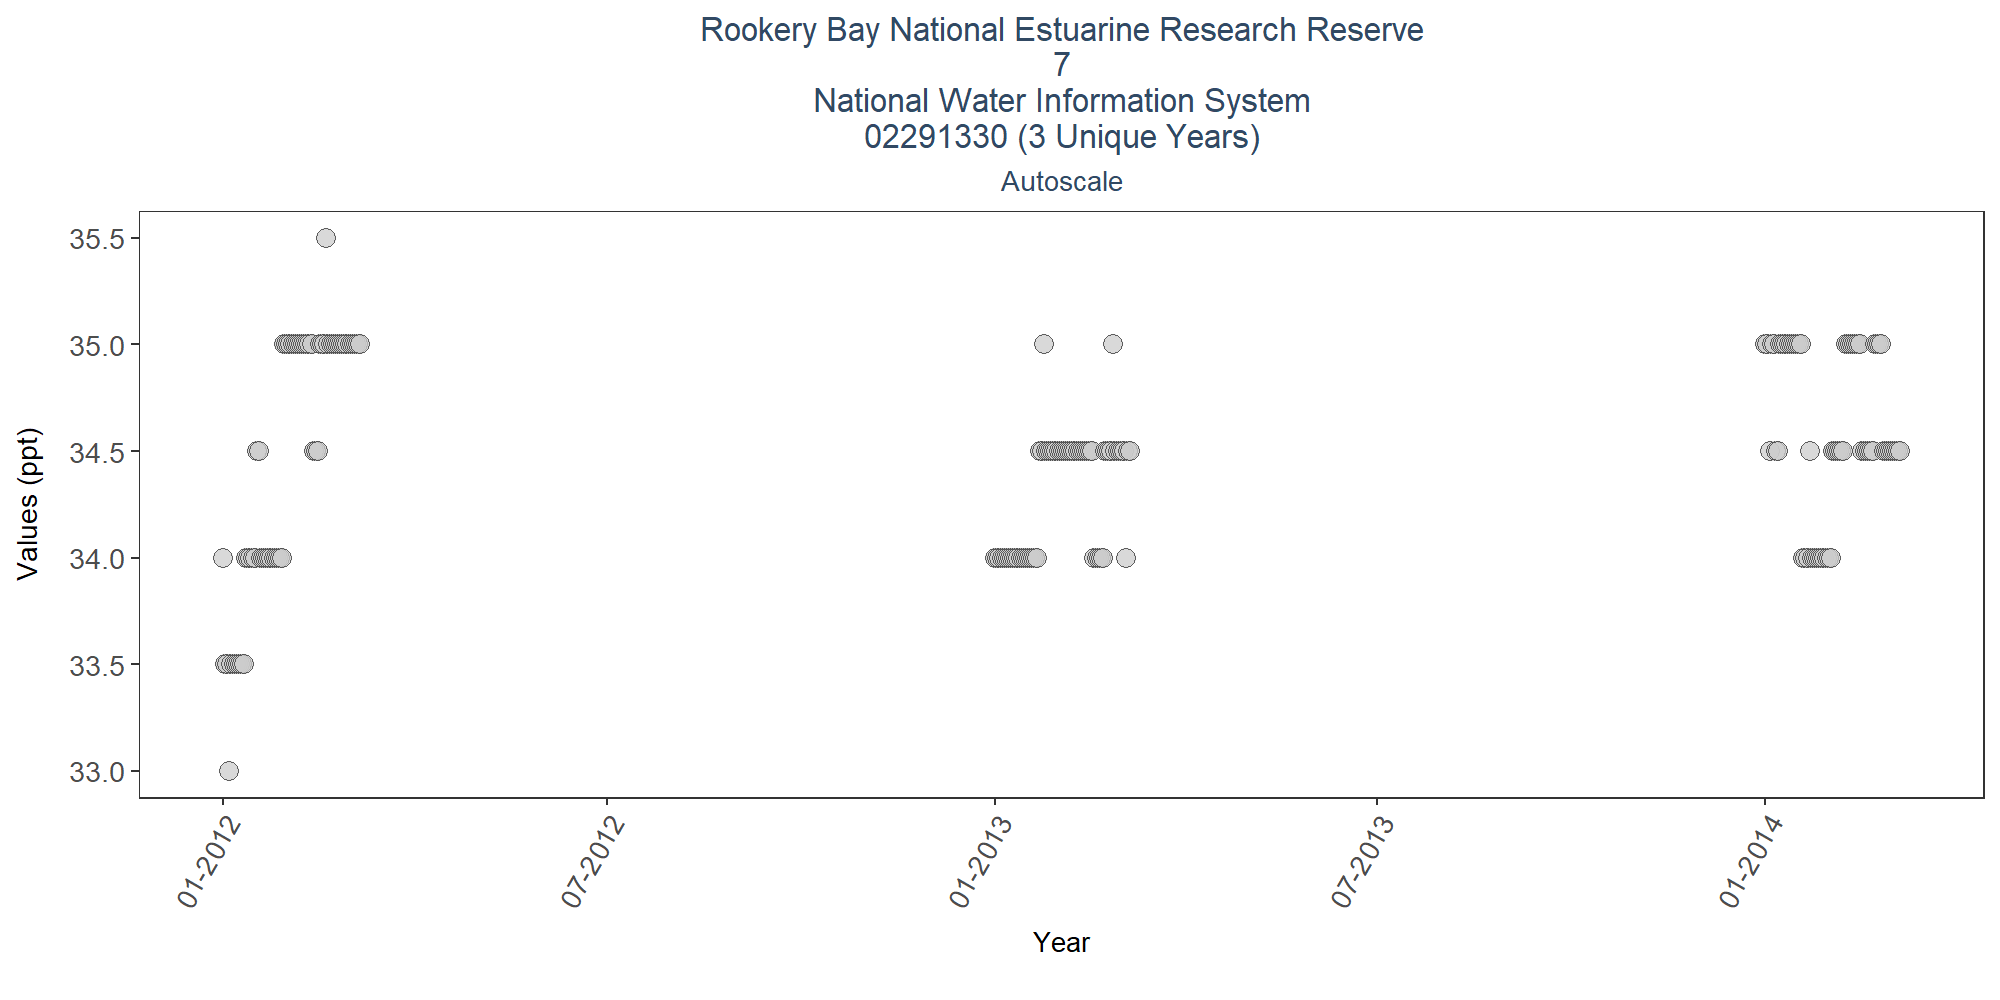 Rookery Bay National Estuarine Research Reserve
7
National Water Information System
02291330 (3 Unique Years)
Autoscale
35.5
35.0
34.5
34.0
33.5
33.0
Values (ppt)
01-2012
07-2012
01-2013
07-2013
01-2014
Year